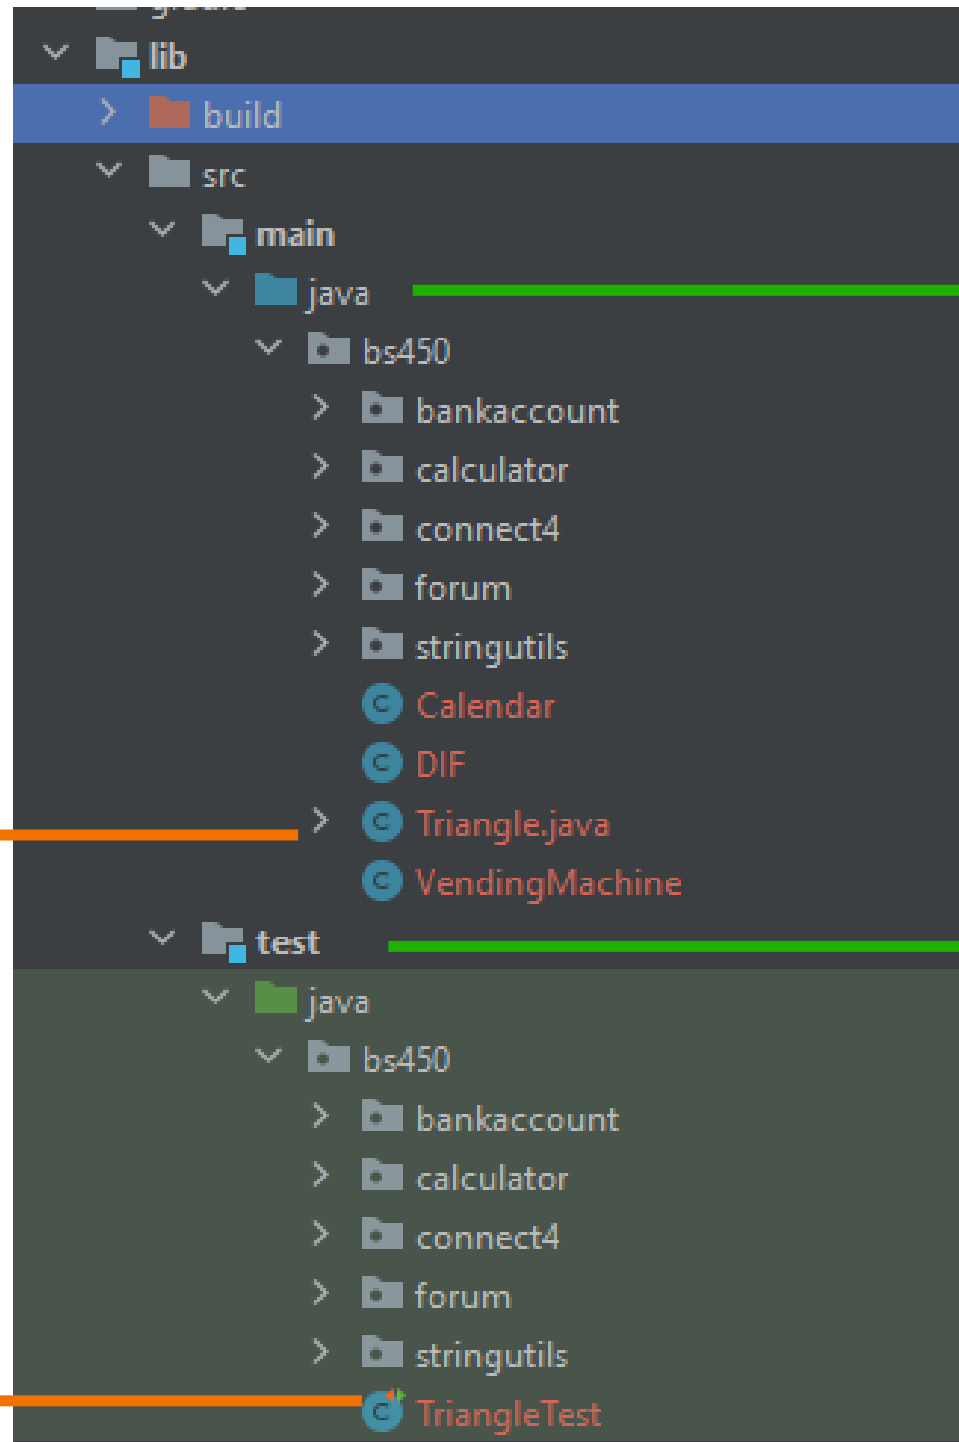 lib
build
src
main
java
bs450
bankaccount
calculator
connect4
forum
stringutils
Calendar
DIF
Triangle.java
VendingMachine
test
java
bs450
bankaccount
calculator
connect4
forum
stringutils
TriangleTest